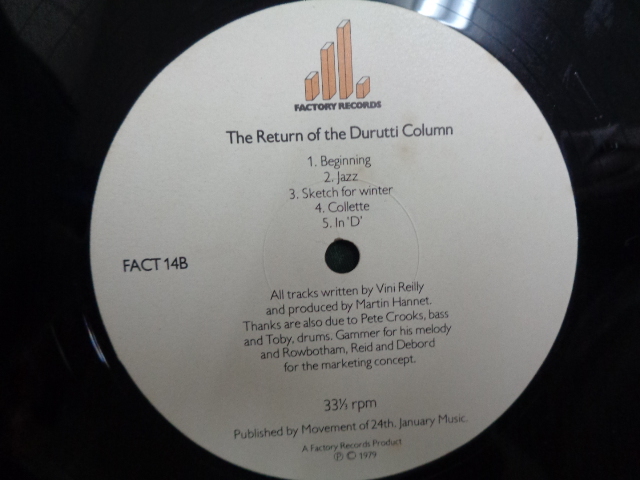 FACTORY RECORDS
The Return of the Durutti Column
1. Beginning
2. Jazz
3. Sketch for winter
4. Collette
5. In 'D'
FACT 14B
All tracks written by Vini Reilly
and produced by Martin Hannet.
Thanks are also due to Pete Crooks, bass
and Toby, drums. Gammer for his melody
and Rowbotham, Reid and Debord
for the marketing concept.
33⅓ rpm
Published by Movement of 24th. January Music.
A Factory Records Product
℗ © 1979